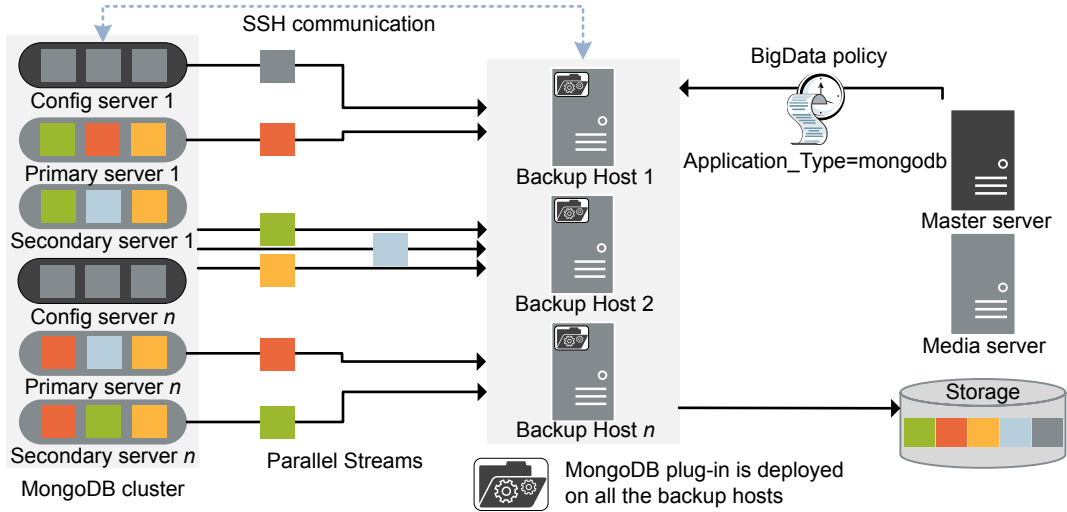 SSH communication
BigData policy
Config server 1
Primary server 1
Secondary server 1
Config server n
Primary server n
Secondary server n
MongoDB cluster
Parallel Streams
Backup Host 1
Backup Host 2
Backup Host n
Application_Type=mongodb
Master server
Media server
Storage
MongoDB plug-in is deployed
on all the backup hosts